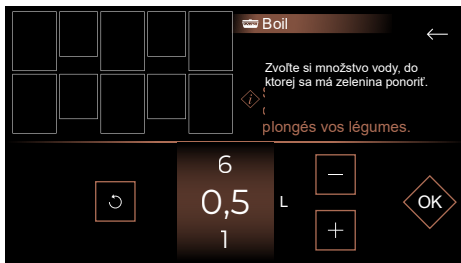 Boil
Zvoľte si množstvo vody, do
ktorej sa má zelenina ponoriť.
plongés vos légumes.
6
0,5 L
1
OK